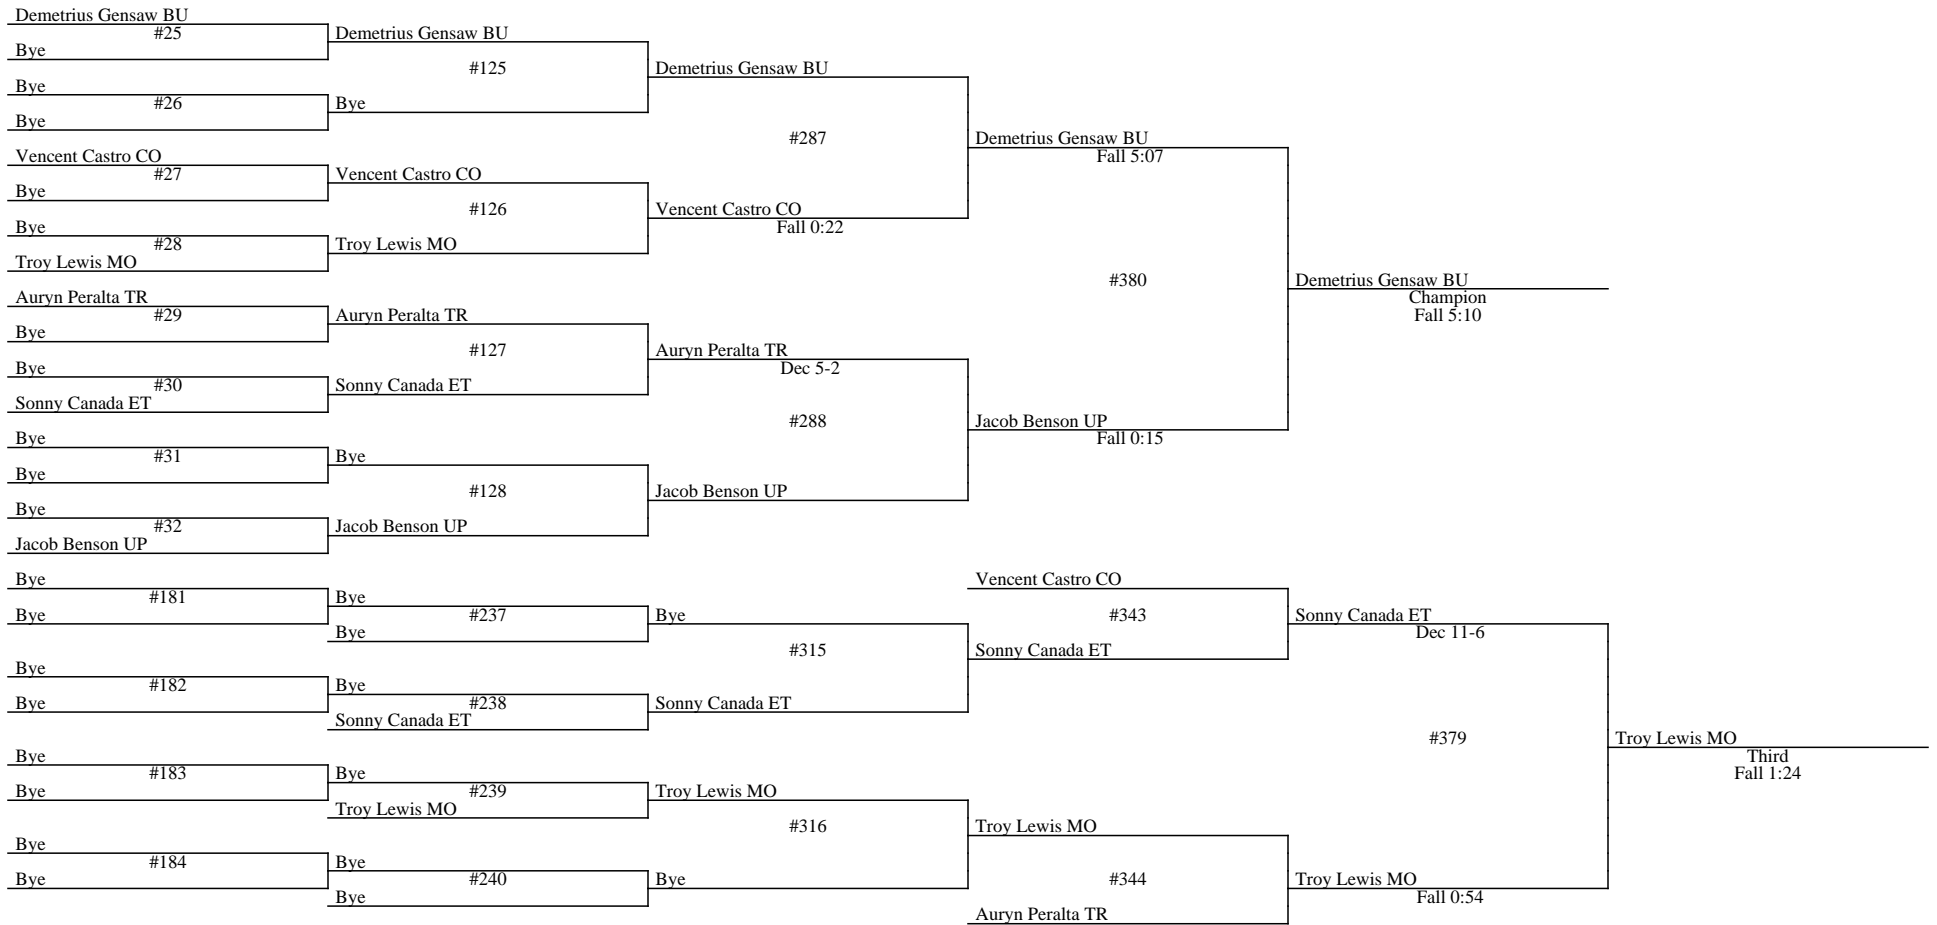 Demetrius Gensaw BU
#25
Bye
Demetrius Gensaw BU
#125
Bye
#26
Bye
Bye
Demetrius Gensaw BU
#287
Vencent Castro CO
#27
Bye
Vencent Castro CO
#126
Bye
#28
Troy Lewis MO
Troy Lewis MO
Vencent Castro CO
Fall 0:22
Demetrius Gensaw BU
Fall 5:07
#380
Auryn Peralta TR
#29
Bye
Auryn Peralta TR
#127
Bye
#30
Sonny Canada ET
Sonny Canada ET
Auryn Peralta TR
Dec 5-2
#288
Bye
#31
Bye
Bye
#128
Bye
#32
Jacob Benson UP
Jacob Benson UP
Jacob Benson UP
Jacob Benson UP
Fall 0:15
Demetrius Gensaw BU
Champion
Fall 5:10
Bye
#181
Bye
Bye
#237
Bye
Bye
#315
Bye
#182
Bye
Bye
#238
Sonny Canada ET
Sonny Canada ET
Vencent Castro CO
#343
Sonny Canada ET
Sonny Canada ET
Dec 11-6
#379
Bye
#183
Bye
Bye
#239
Troy Lewis MO
Troy Lewis MO
#316
Bye
#184
Bye
Bye
#240
Bye
Bye
Troy Lewis MO
#344
Auryn Peralta TR
Troy Lewis MO
Fall 0:54
Troy Lewis MO
Third
Fall 1:24